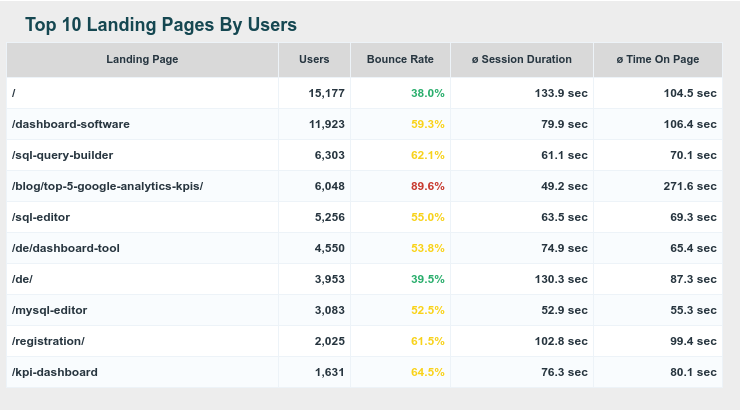 Top 10 Landing Pages By Users
Landing Page Users Bounce Rate ø Session Duration ø Time On Page
/ 15,177 38.0% 133.9 sec 104.5 sec
/dashboard-software 11,923 59.3% 79.9 sec 106.4 sec
/sql-query-builder 6,303 62.1% 61.1 sec 70.1 sec
/blog/top-5-google-analytics-kpis/ 6,048 89.6% 49.2 sec 271.6 sec
/sql-editor 5,256 55.0% 63.5 sec 69.3 sec
/de/dashboard-tool 4,550 53.8% 74.9 sec 65.4 sec
/de/ 3,953 39.5% 130.3 sec 87.3 sec
/mysql-editor 3,083 52.5% 52.9 sec 55.3 sec
/registration/ 2,025 61.5% 102.8 sec 99.4 sec
/kpi-dashboard 1,631 64.5% 76.3 sec 80.1 sec